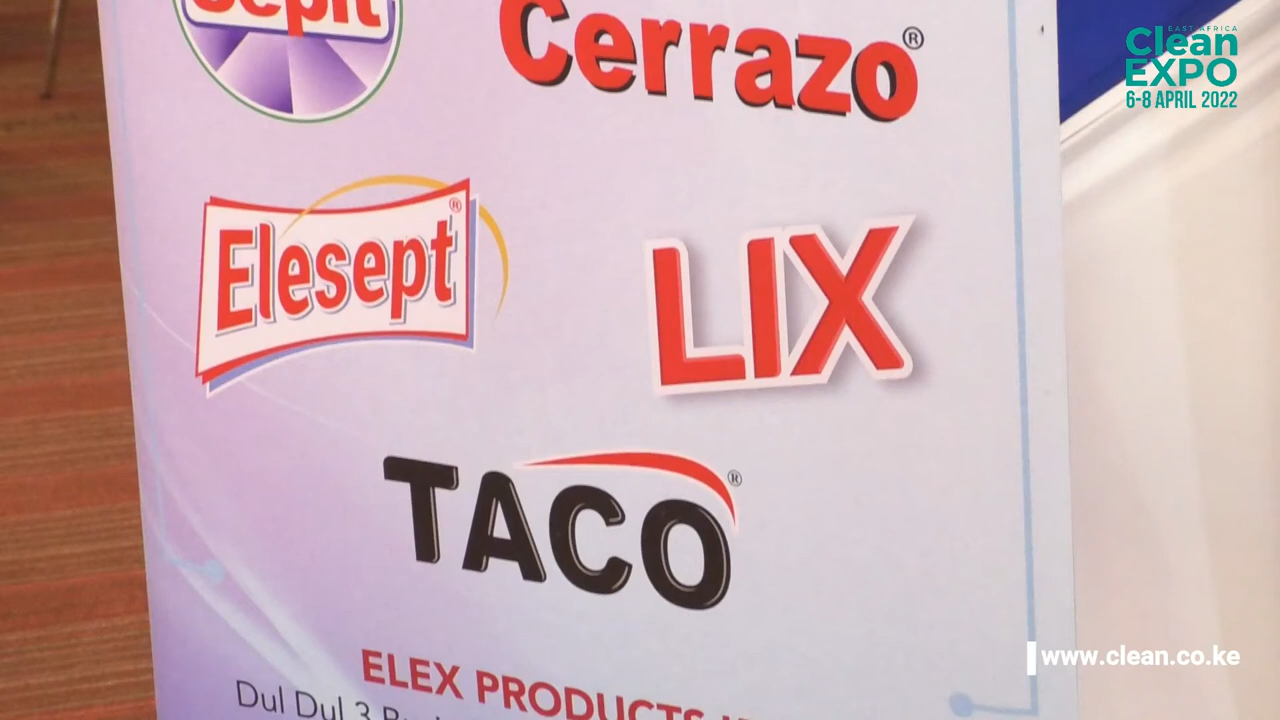 Cerrazo®
EAST AFRICA
Clean
EXPO
6-8 APRIL 2022
Elesept®
LIX
TACO®
ELEX PRODUCTS
Dul Dul 3
www.clean.co.ke